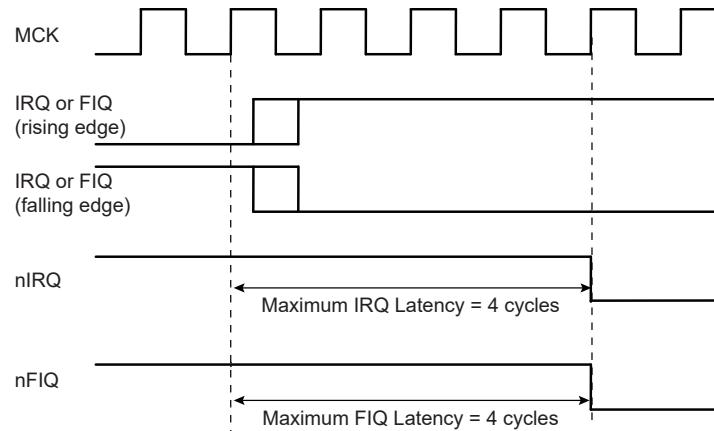 MCK
IRQ or FIQ
(rising edge)
IRQ or FIQ
(falling edge)
nIRQ
Maximum IRQ Latency = 4 cycles
nFIQ
Maximum FIQ Latency = 4 cycles